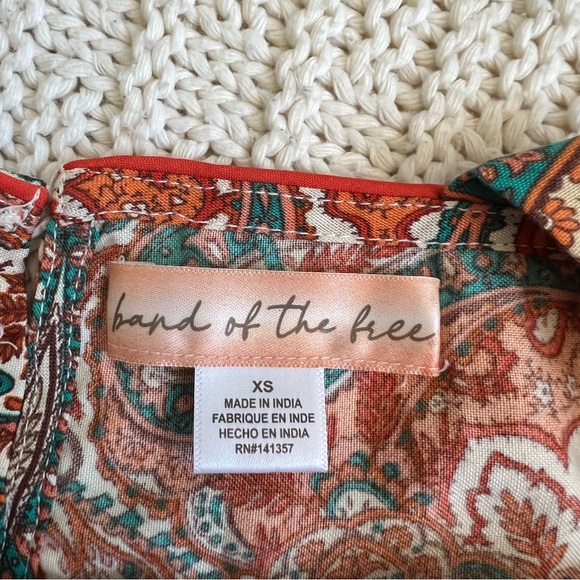 band of the free
XS
MADE IN INDIA
FABRIQUE EN INDE
HECHO EN INDIA
RN#141357